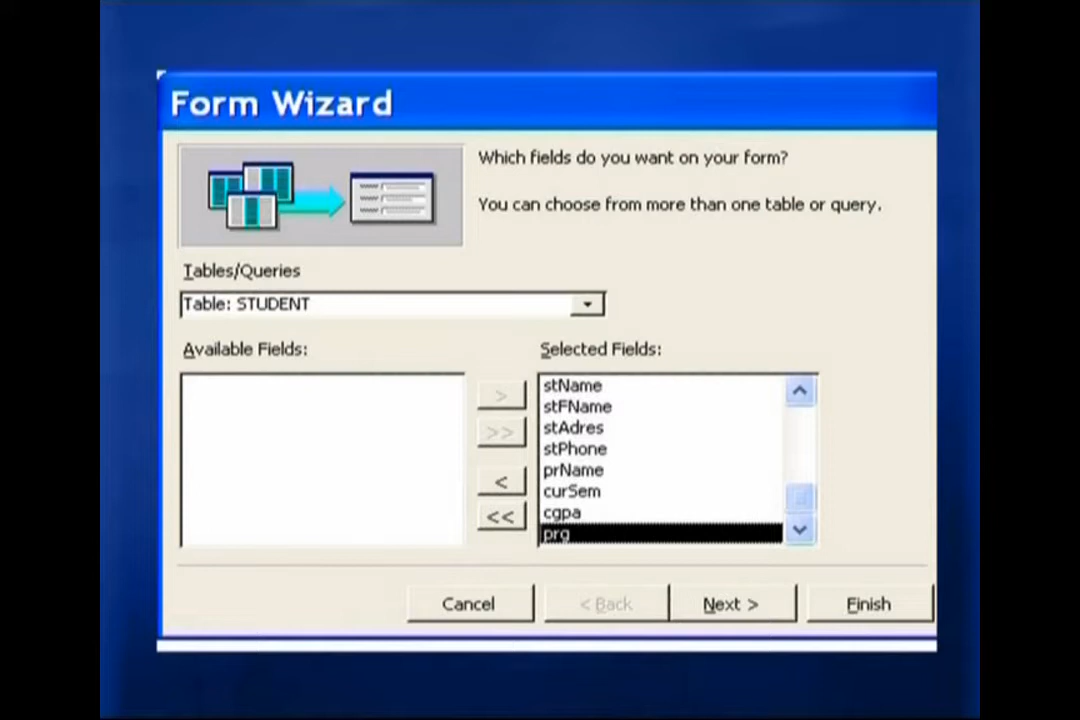 Form Wizard
Which fields do you want on your form?
You can choose from more than one table or query.
Tables/Queries
Table: STUDENT
Available Fields:
Selected Fields:
>
>>
<
<<
stName
stFName
stAdres
stPhone
prName
curSem
cgpa
prg
Cancel
< Back
Next >
Finish